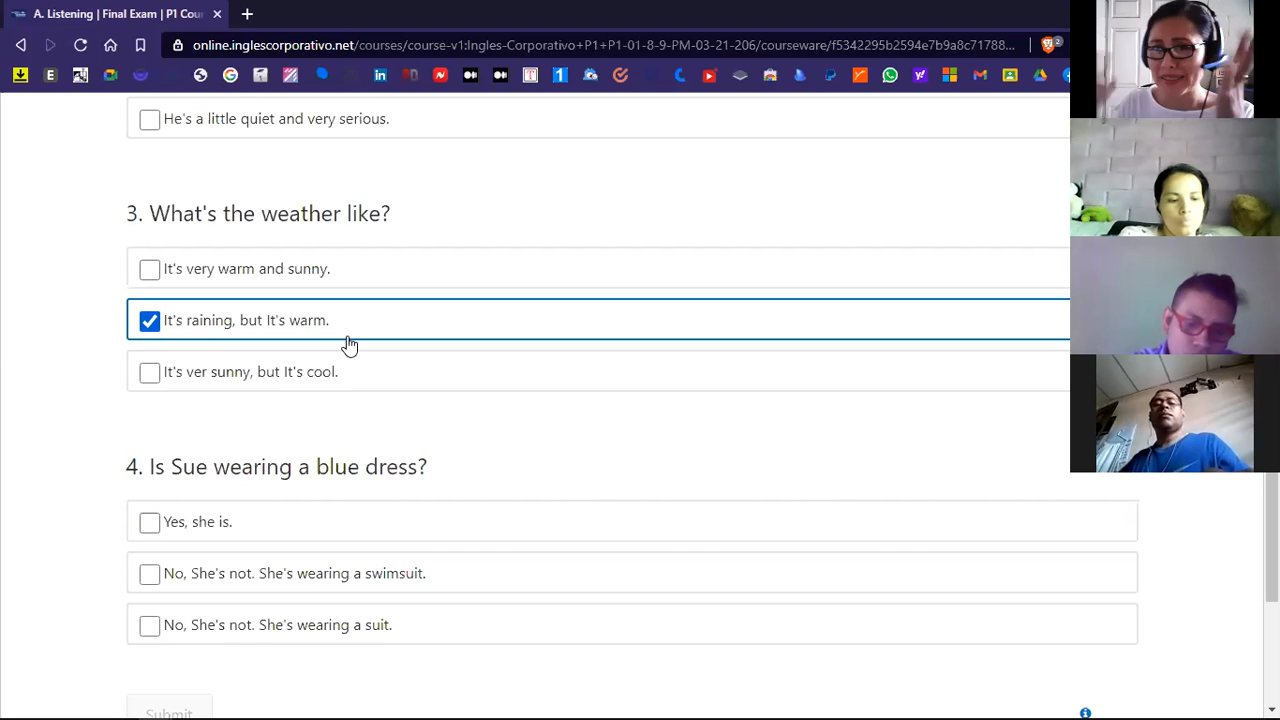 A. Listening | Final Exam | P1 Cou
online.inglescorporativo.net/courses/course-v1:Ingles-Corporativo+P1+P1-01-8-9-PM-03-21-206/courseware/f5342295b2594e7b9a8c71788...
2
He's a little quiet and very serious.
3. What's the weather like?
It's very warm and sunny.
It's raining, but It's warm.
It's ver sunny, but It's cool.
4. Is Sue wearing a blue dress?
Yes, she is.
No, She's not. She's wearing a swimsuit.
No, She's not. She's wearing a suit.
Submit